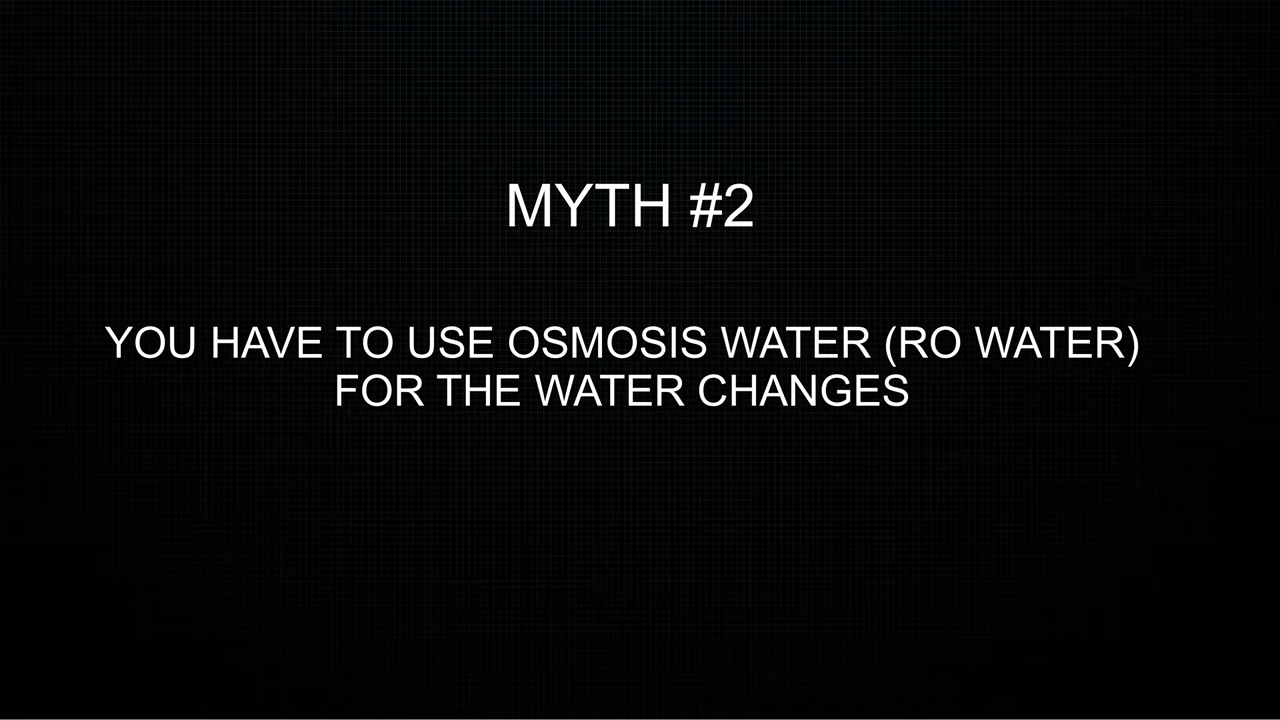 MYTH #2
YOU HAVE TO USE OSMOSIS WATER (RO WATER)
FOR THE WATER CHANGES